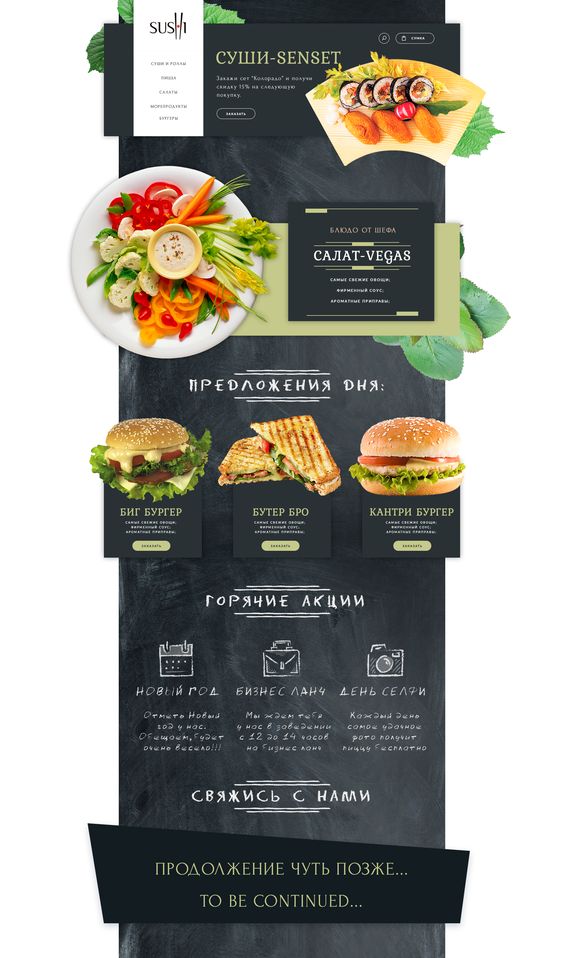 SUSHI
СУШИ И РОЛЛЫ
ПИЦЦА
САЛАТЫ
МОРЕПРОДУКТЫ
БУРГЕРЫ
СУМКА
СУШИ-SENSET
Закажи сет "Колорадо" и получи
скидку 15% на следующую
покупку.
ЗАКАЗАТЬ
БЛЮДО ОТ ШЕФА
САЛАТ-VEGAS
САМЫЕ СВЕЖИЕ ОВОЩИ;
ФИРМЕННЫЙ СОУС;
АРОМАТНЫЕ ПРИПРАВЫ;
ПРЕДЛОЖЕНИЯ ДНЯ:
БИГ БУРГЕР
САМЫЕ СВЕЖИЕ ОВОЩИ;
ФИРМЕННЫЙ СОУС;
АРОМАТНЫЕ ПРИПРАВЫ;
ЗАКАЗАТЬ
БУТЕР БРО
САМЫЕ СВЕЖИЕ ОВОЩИ;
ФИРМЕННЫЙ СОУС;
АРОМАТНЫЕ ПРИПРАВЫ;
ЗАКАЗАТЬ
КАНТРИ БУРГЕР
САМЫЕ СВЕЖИЕ ОВОЩИ;
ФИРМЕННЫЙ СОУС;
АРОМАТНЫЕ ПРИПРАВЫ;
ЗАКАЗАТЬ
ГОРЯЧИЕ АКЦИИ
НОВЫЙ ГОД
Отметь Новый
год у нас.
Обещаем, будет
очень весело!!!
БИЗНЕС ЛАНЧ
Мы ждем тебя
у нас в заведении
с 12 до 14 часов
на бизнес ланч
ДЕНЬ СЕЛФИ
Каждый день
самое удачное
фото получит
пиццу бесплатно
СВЯЖИСЬ С НАМИ
ПРОДОЛЖЕНИЕ ЧУТЬ ПОЗЖЕ...
TO BE CONTINUED...